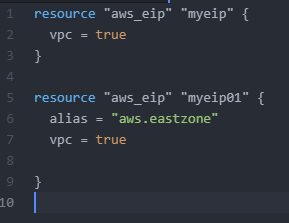 1 resource "aws_eip" "myeip" {
2 vpc = true
3 }
4
5 resource "aws_eip" "myeip01" {
6 alias = "aws.eastzone"
7 vpc = true
8
9 }
10